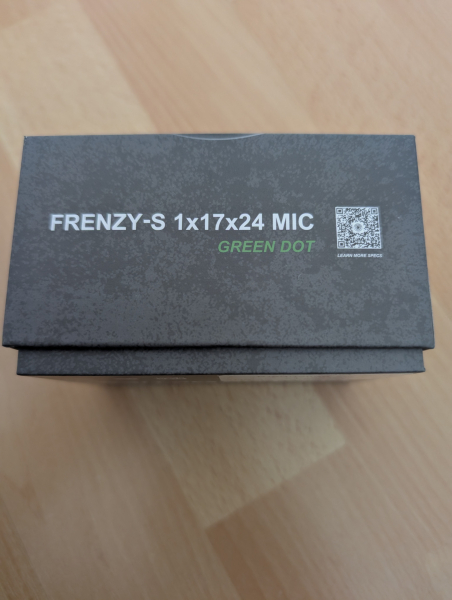 FRENZY-S 1x17x24 MIC
GREEN DOT
LEARN MORE SPECS